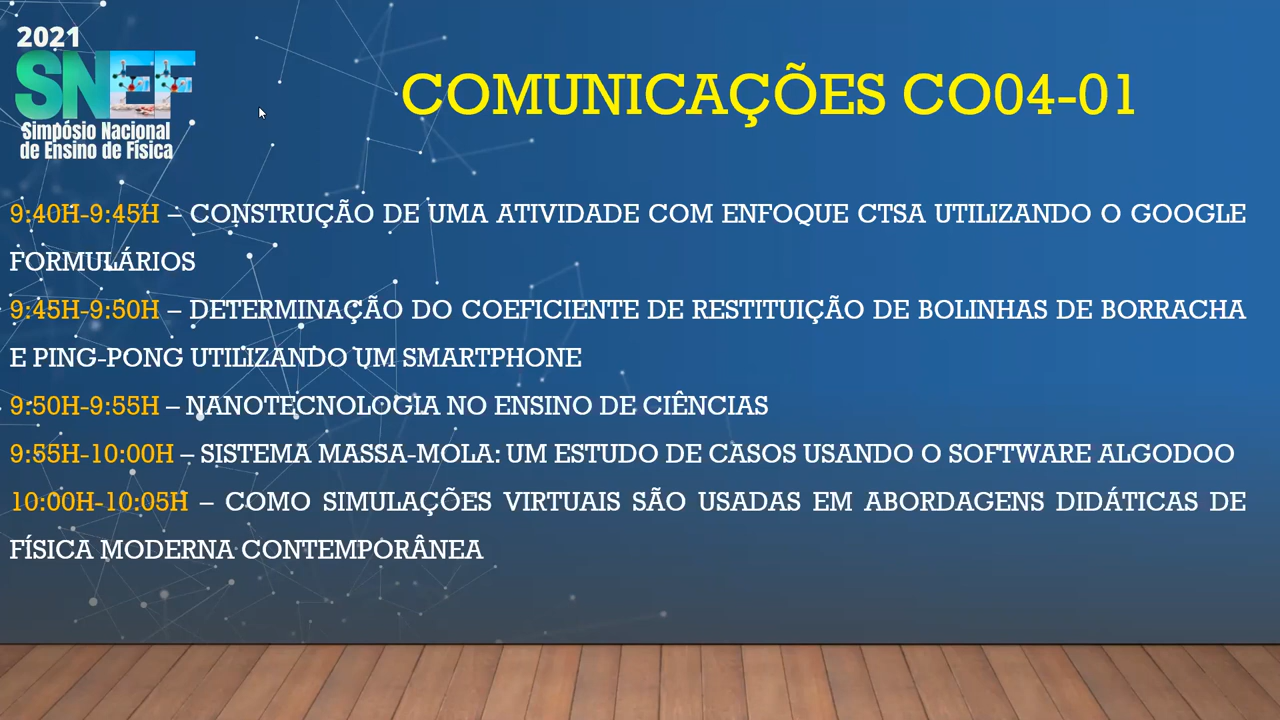 2021
SNEF
Simpósio Nacional
de Ensino de Física
COMUNICAÇÕES CO04-01
9:40H-9:45H – CONSTRUÇÃO DE UMA ATIVIDADE COM ENFOQUE CTSA UTILIZANDO O GOOGLE
FORMULÁRIOS
9:45H-9:50H – DETERMINAÇÃO DO COEFICIENTE DE RESTITUIÇÃO DE BOLINHAS DE BORRACHA
E PING-PONG UTILIZANDO UM SMARTPHONE
9:50H-9:55H – NANOTECNOLOGIA NO ENSINO DE CIÊNCIAS
9:55H-10:00H – SISTEMA MASSA-MOLA: UM ESTUDO DE CASOS USANDO O SOFTWARE ALGODOO
10:00H-10:05H – COMO SIMULAÇÕES VIRTUAIS SÃO USADAS EM ABORDAGENS DIDÁTICAS DE
FÍSICA MODERNA CONTEMPORÂNEA